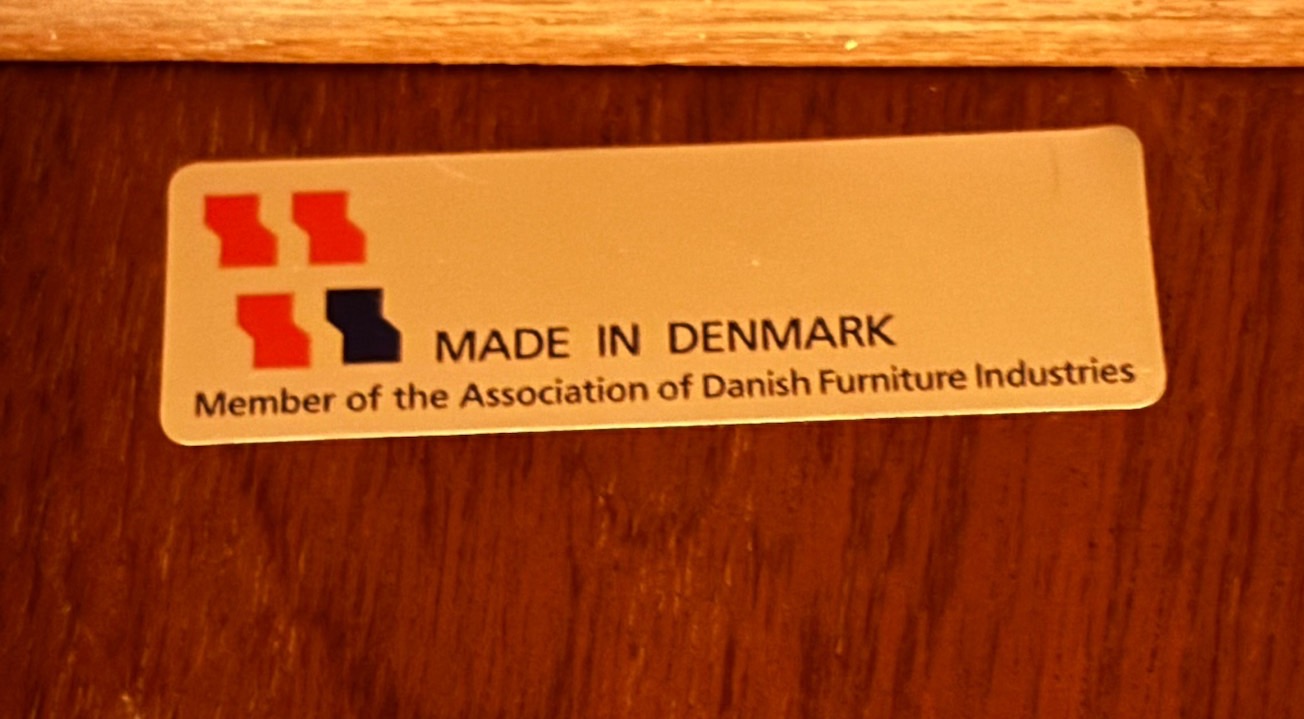 MADE IN DENMARK
Member of the Association of Danish Furniture Industries